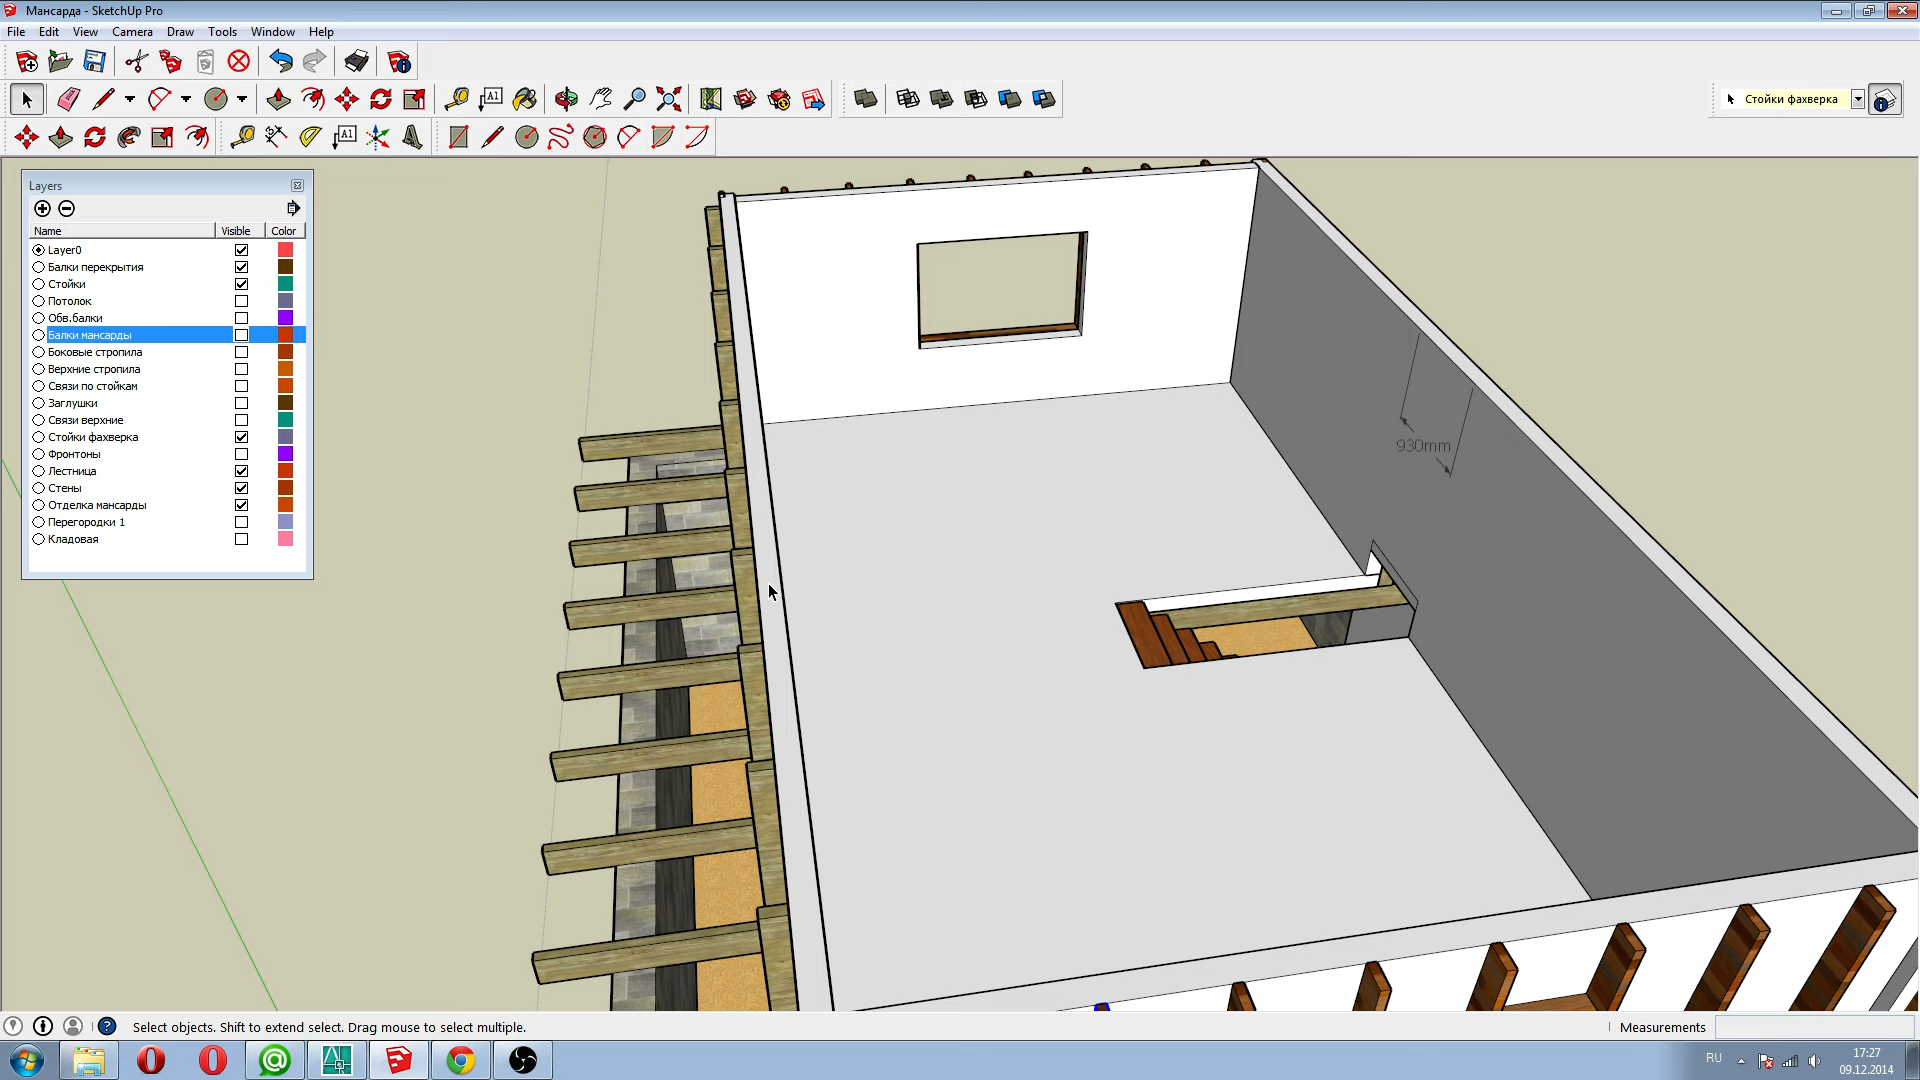 Мансарда - SketchUp Pro
File Edit View Camera Draw Tools Window Help
A1
Стойки фахверка
A1
Layers
Name Visible Color
Layer0
Балки перекрытия
Стойки
Потолок
Обв.балки
Балки мансарды
Боковые стропила
Верхние стропила
Связи по стойкам
Заглушки
Связи верхние
Стойки фахверка
Фронтоны
Лестница
Стены
Отделка мансарды
Перегородки 1
Кладовая
930mm
Select objects. Shift to extend select. Drag mouse to select multiple.
Measurements
RU
17:27
09.12.2014